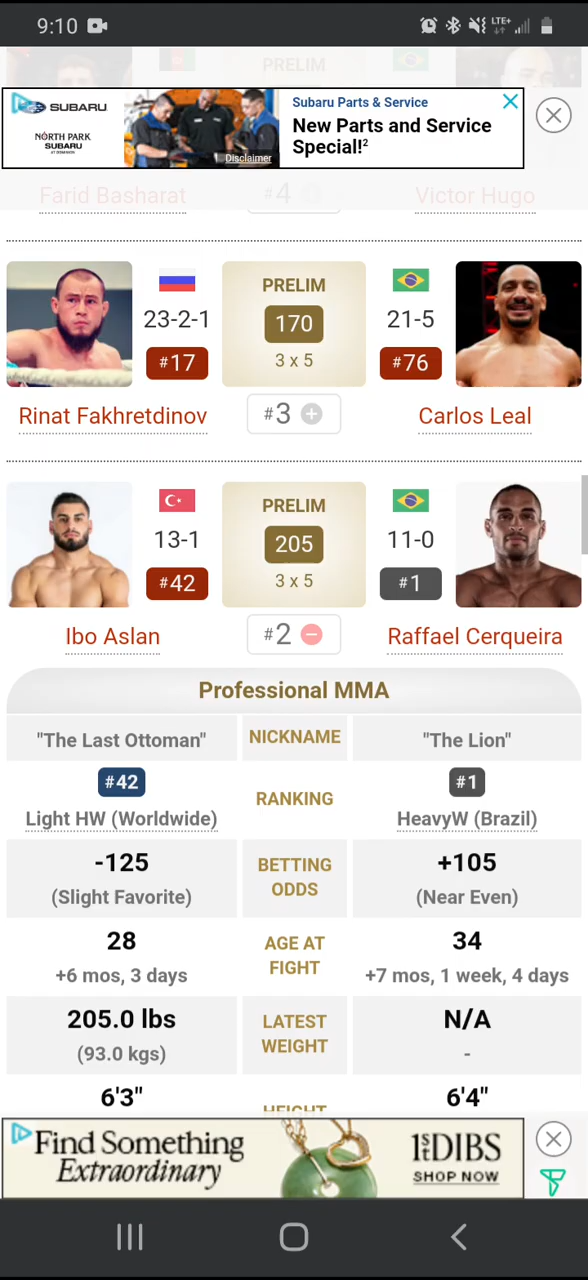 9:10
LTE+
PRELIM
SUBARU
NORTH PARK
SUBARU
AT DOMINION
Disclaimer
Subaru Parts & Service
New Parts and Service
Special!²
Farid Basharat
#4
Victor Hugo
23-2-1
#17
PRELIM
170
3 x 5
21-5
#76
Rinat Fakhretdinov
#3
Carlos Leal
13-1
#42
PRELIM
205
3 x 5
11-0
#1
Ibo Aslan
#2
Raffael Cerqueira
Professional MMA
"The Last Ottoman"
NICKNAME
"The Lion"
#42
Light HW (Worldwide)
RANKING
#1
HeavyW (Brazil)
-125
(Slight Favorite)
BETTING
ODDS
+105
(Near Even)
28
+6 mos, 3 days
AGE AT
FIGHT
34
+7 mos, 1 week, 4 days
205.0 lbs
(93.0 kgs)
LATEST
WEIGHT
N/A
-
6'3"
HEIGHT
6'4"
Find Something
Extraordinary
1stDIBS
SHOP NOW